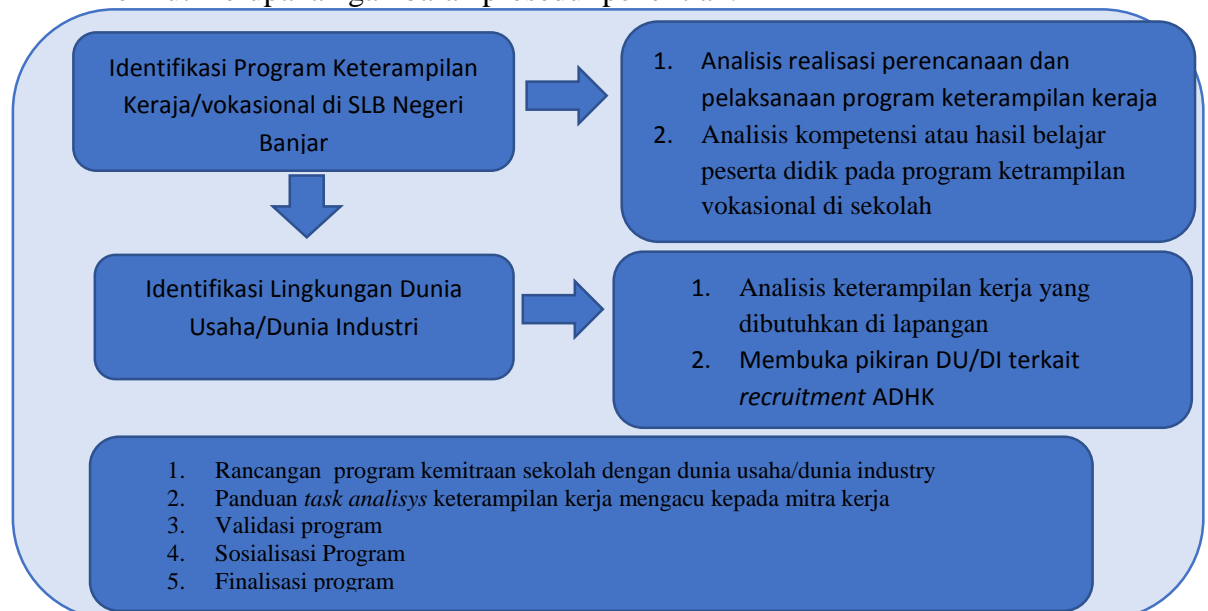 Identifikasi Program Keterampilan
Keraja/vokasional di SLB Negeri
Banjar
1. Analisis realisasi perencanaan dan
pelaksanaan program keterampilan keraja
2. Analisis kompetensi atau hasil belajar
peserta didik pada program ketrampilan
vokasional di sekolah
Identifikasi Lingkungan Dunia
Usaha/Dunia Industri
1. Analisis keterampilan kerja yang
dibutuhkan di lapangan
2. Membuka pikiran DU/DI terkait
recruitment ADHK
1. Rancangan program kemitraan sekolah dengan dunia usaha/dunia industry
2. Panduan task analisys keterampilan kerja mengacu kepada mitra kerja
3. Validasi program
4. Sosialisasi Program
5. Finalisasi program